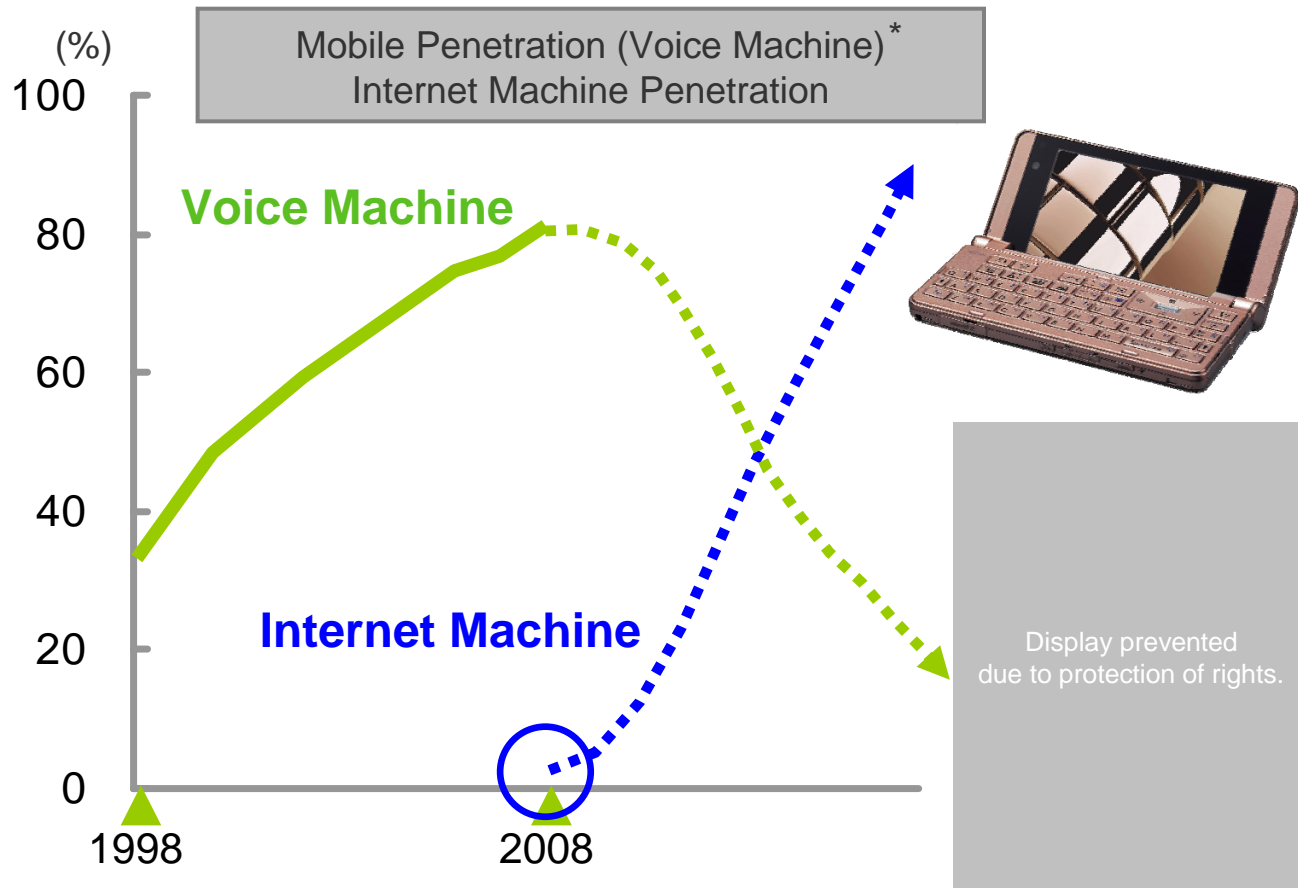 (%)
Mobile Penetration (Voice Machine)*
Internet Machine Penetration
100
Voice Machine
80
60
40
Internet Machine
20
Display prevented
due to protection of rights.
0
1998
2008